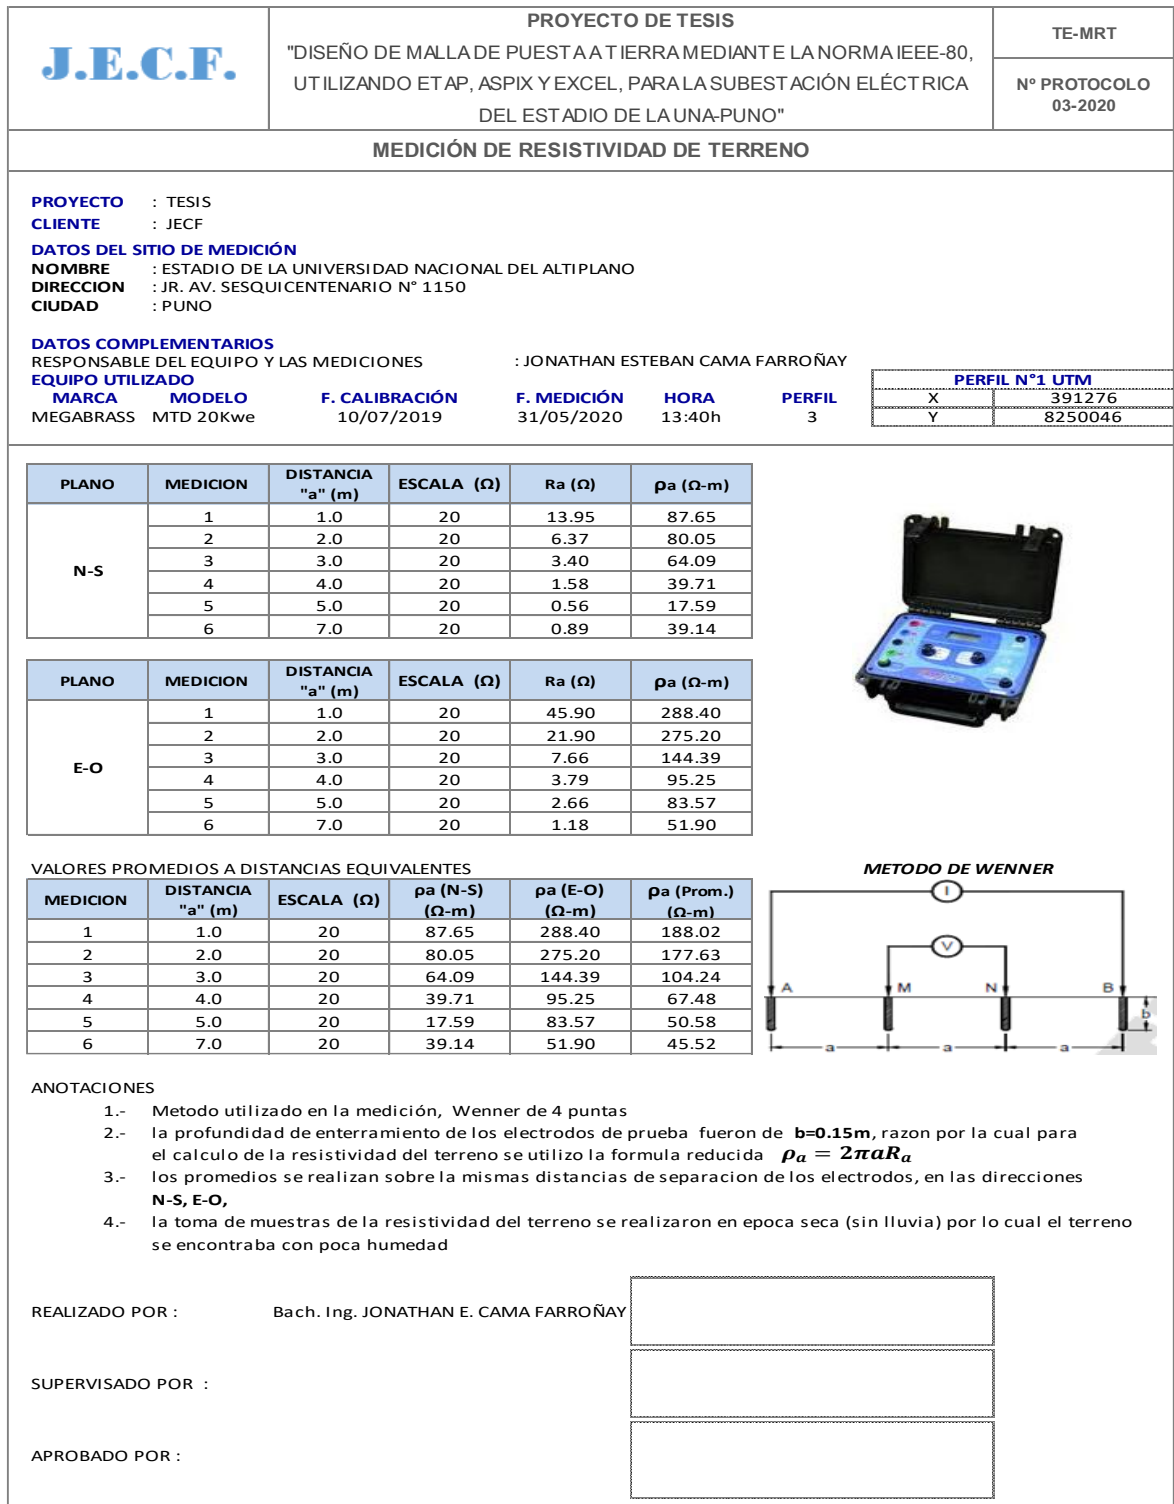 J.E.C.F.
PROYECTO DE TESIS
"DISEÑO DE MALLA DE PUESTA A TIERRA MEDIANTE LA NORMA IEEE-80,
UTILIZANDO ETAP, ASPIX Y EXCEL, PARA LA SUBESTACIÓN ELÉCTRICA
DEL ESTADIO DE LA UNA-PUNO"
TE-MRT
Nº PROTOCOLO
03-2020
MEDICIÓN DE RESISTIVIDAD DE TERRENO
PROYECTO : TESIS
CLIENTE : JECF
DATOS DEL SITIO DE MEDICIÓN
NOMBRE : ESTADIO DE LA UNIVERSIDAD NACIONAL DEL ALTIPLANO
DIRECCION : JR. AV. SESQUICENTENARIO N° 1150
CIUDAD : PUNO
DATOS COMPLEMENTARIOS
RESPONSABLE DEL EQUIPO Y LAS MEDICIONES : JONATHAN ESTEBAN CAMA FARROÑAY
EQUIPO UTILIZADO
MARCA MODELO F. CALIBRACIÓN F. MEDICIÓN HORA PERFIL
MEGABRASS MTD 20Kwe 10/07/2019 31/05/2020 13:40h 3
PERFIL N°1 UTM
X 391276
Y 8250046
PLANO MEDICION DISTANCIA "a" (m) ESCALA (Ω) Ra (Ω) ρa (Ω-m)
N-S
1 1.0 20 13.95 87.65
2 2.0 20 6.37 80.05
3 3.0 20 3.40 64.09
4 4.0 20 1.58 39.71
5 5.0 20 0.56 17.59
6 7.0 20 0.89 39.14
PLANO MEDICION DISTANCIA "a" (m) ESCALA (Ω) Ra (Ω) ρa (Ω-m)
E-O
1 1.0 20 45.90 288.40
2 2.0 20 21.90 275.20
3 3.0 20 7.66 144.39
4 4.0 20 3.79 95.25
5 5.0 20 2.66 83.57
6 7.0 20 1.18 51.90
VALORES PROMEDIOS A DISTANCIAS EQUIVALENTES
MEDICION DISTANCIA "a" (m) ESCALA (Ω) ρa (N-S) (Ω-m) ρa (E-O) (Ω-m) ρa (Prom.) (Ω-m)
1 1.0 20 87.65 288.40 188.02
2 2.0 20 80.05 275.20 177.63
3 3.0 20 64.09 144.39 104.24
4 4.0 20 39.71 95.25 67.48
5 5.0 20 17.59 83.57 50.58
6 7.0 20 39.14 51.90 45.52
METODO DE WENNER
I
V
A M N B
b
a a a
ANOTACIONES
1.- Metodo utilizado en la medición, Wenner de 4 puntas
2.- la profundidad de enterramiento de los electrodos de prueba fueron de b=0.15m, razon por la cual para
el calculo de la resistividad del terreno se utilizo la formula reducida ρₐ = 2πaRₐ
3.- los promedios se realizan sobre la mismas distancias de separacion de los electrodos, en las direcciones
N-S, E-O,
4.- la toma de muestras de la resistividad del terreno se realizaron en epoca seca (sin lluvia) por lo cual el terreno
se encontraba con poca humedad
REALIZADO POR : Bach. Ing. JONATHAN E. CAMA FARROÑAY
SUPERVISADO POR :
APROBADO POR :